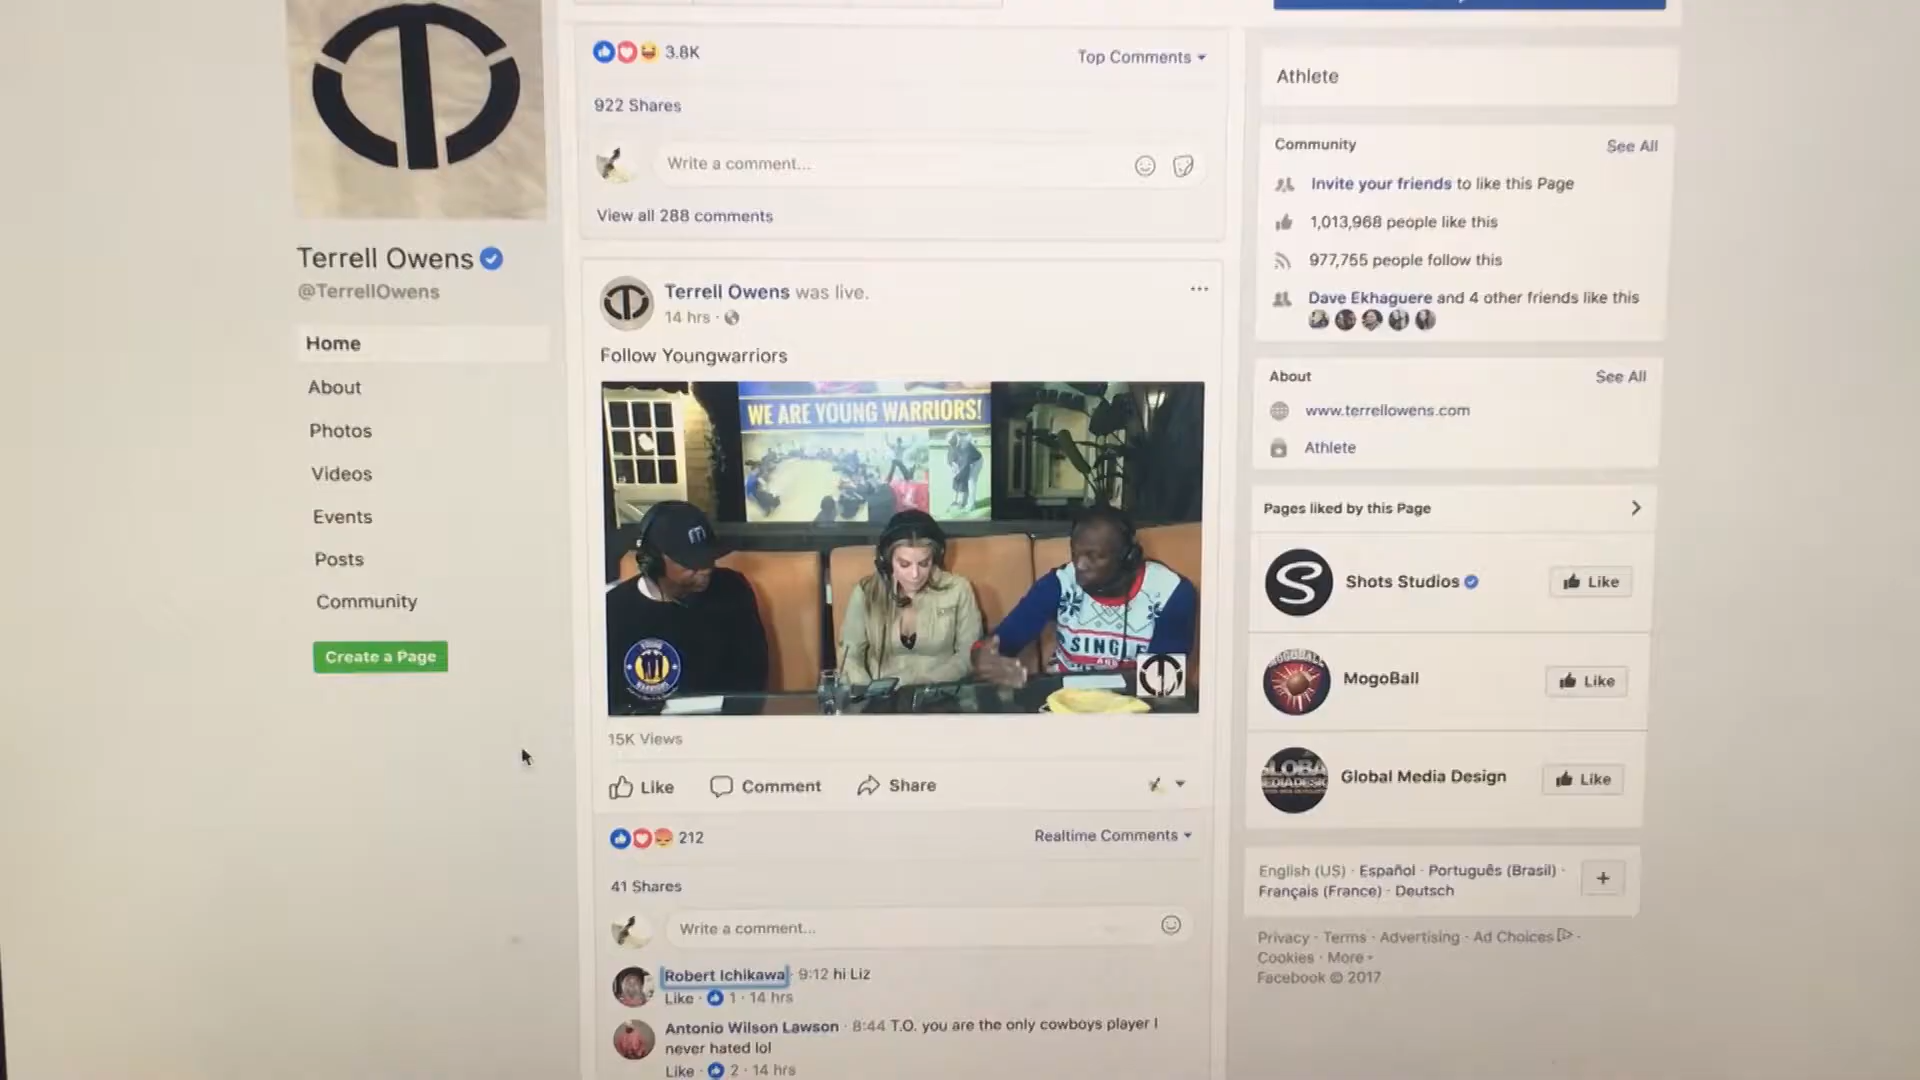 Terrell Owens
@TerrellOwens
Home
About
Photos
Videos
Events
Posts
Community
Create a Page
3.8K
Top Comments
922 Shares
Write a comment...
View all 288 comments
Terrell Owens was live.
14 hrs ·
Follow Youngwarriors
WE ARE YOUNG WARRIORS!
YOUNG
WARRIORS
SINGLE
AND
15K Views
Like
Comment
Share
212
Realtime Comments
41 Shares
Write a comment...
Robert Ichikawa · 9:12 hi Liz
Like · 1 · 14 hrs
Antonio Wilson Lawson · 8:44 T.O. you are the only cowboys player I
never hated lol
Like · 2 · 14 hrs
Athlete
Community
See All
Invite your friends to like this Page
1,013,968 people like this
977,755 people follow this
Dave Ekhaguere and 4 other friends like this
About
See All
www.terrellowens.com
Athlete
Pages liked by this Page
Shots Studios
Like
MOGOBALL
MogoBall
Like
Global Media Design
Like
English (US) · Español · Português (Brasil) ·
Français (France) · Deutsch
+
Privacy · Terms · Advertising · Ad Choices ·
Cookies · More
Facebook © 2017